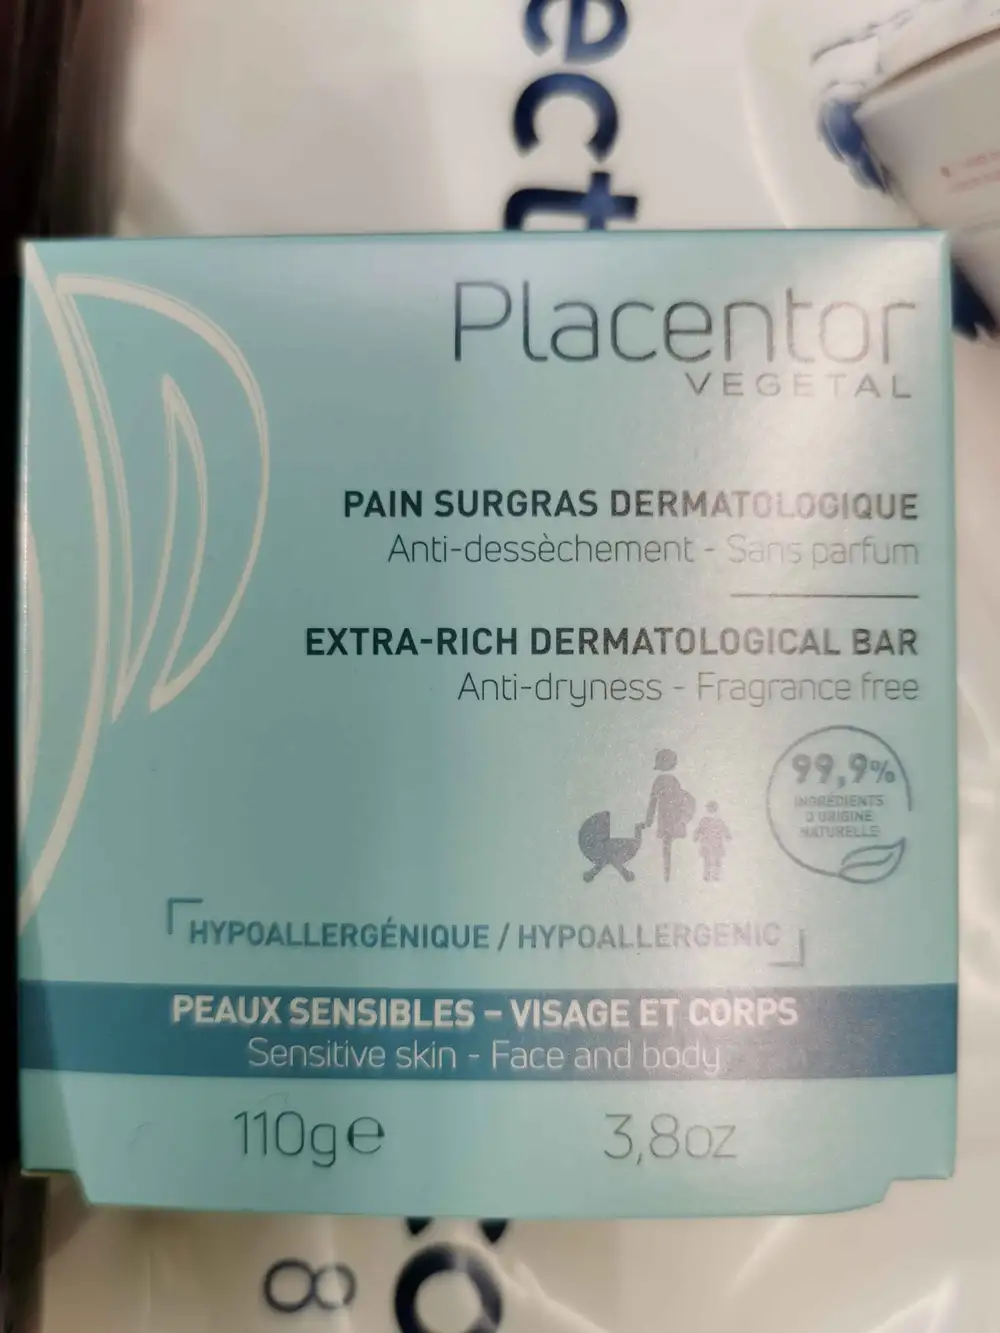 ect
Placentor
VEGETAL
PAIN SURGRAS DERMATOLOGIQUE
Anti-dessèchement - Sans parfum
EXTRA-RICH DERMATOLOGICAL BAR
Anti-dryness - Fragrance free
99,9%
INGRÉDIENTS
D'ORIGINE
NATURELLE
HYPOALLERGÉNIQUE / HYPOALLERGENIC
PEAUX SENSIBLES – VISAGE ET CORPS
Sensitive skin - Face and body
110g℮ 3,8oz